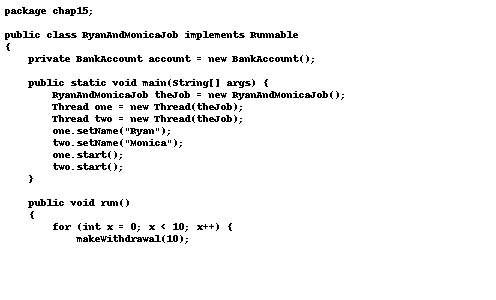 package chap15;

public class RyanAndMonicaJob implements Runnable
{
    private BankAccount account = new BankAccount();

    public static void main(String[] args) {
        RyanAndMonicaJob theJob = new RyanAndMonicaJob();
        Thread one = new Thread(theJob);
        Thread two = new Thread(theJob);
        one.setName("Ryan");
        two.setName("Monica");
        one.start();
        two.start();
    }

    public void run()
    {
        for (int x = 0; x < 10; x++) {
            makeWithdrawal(10);